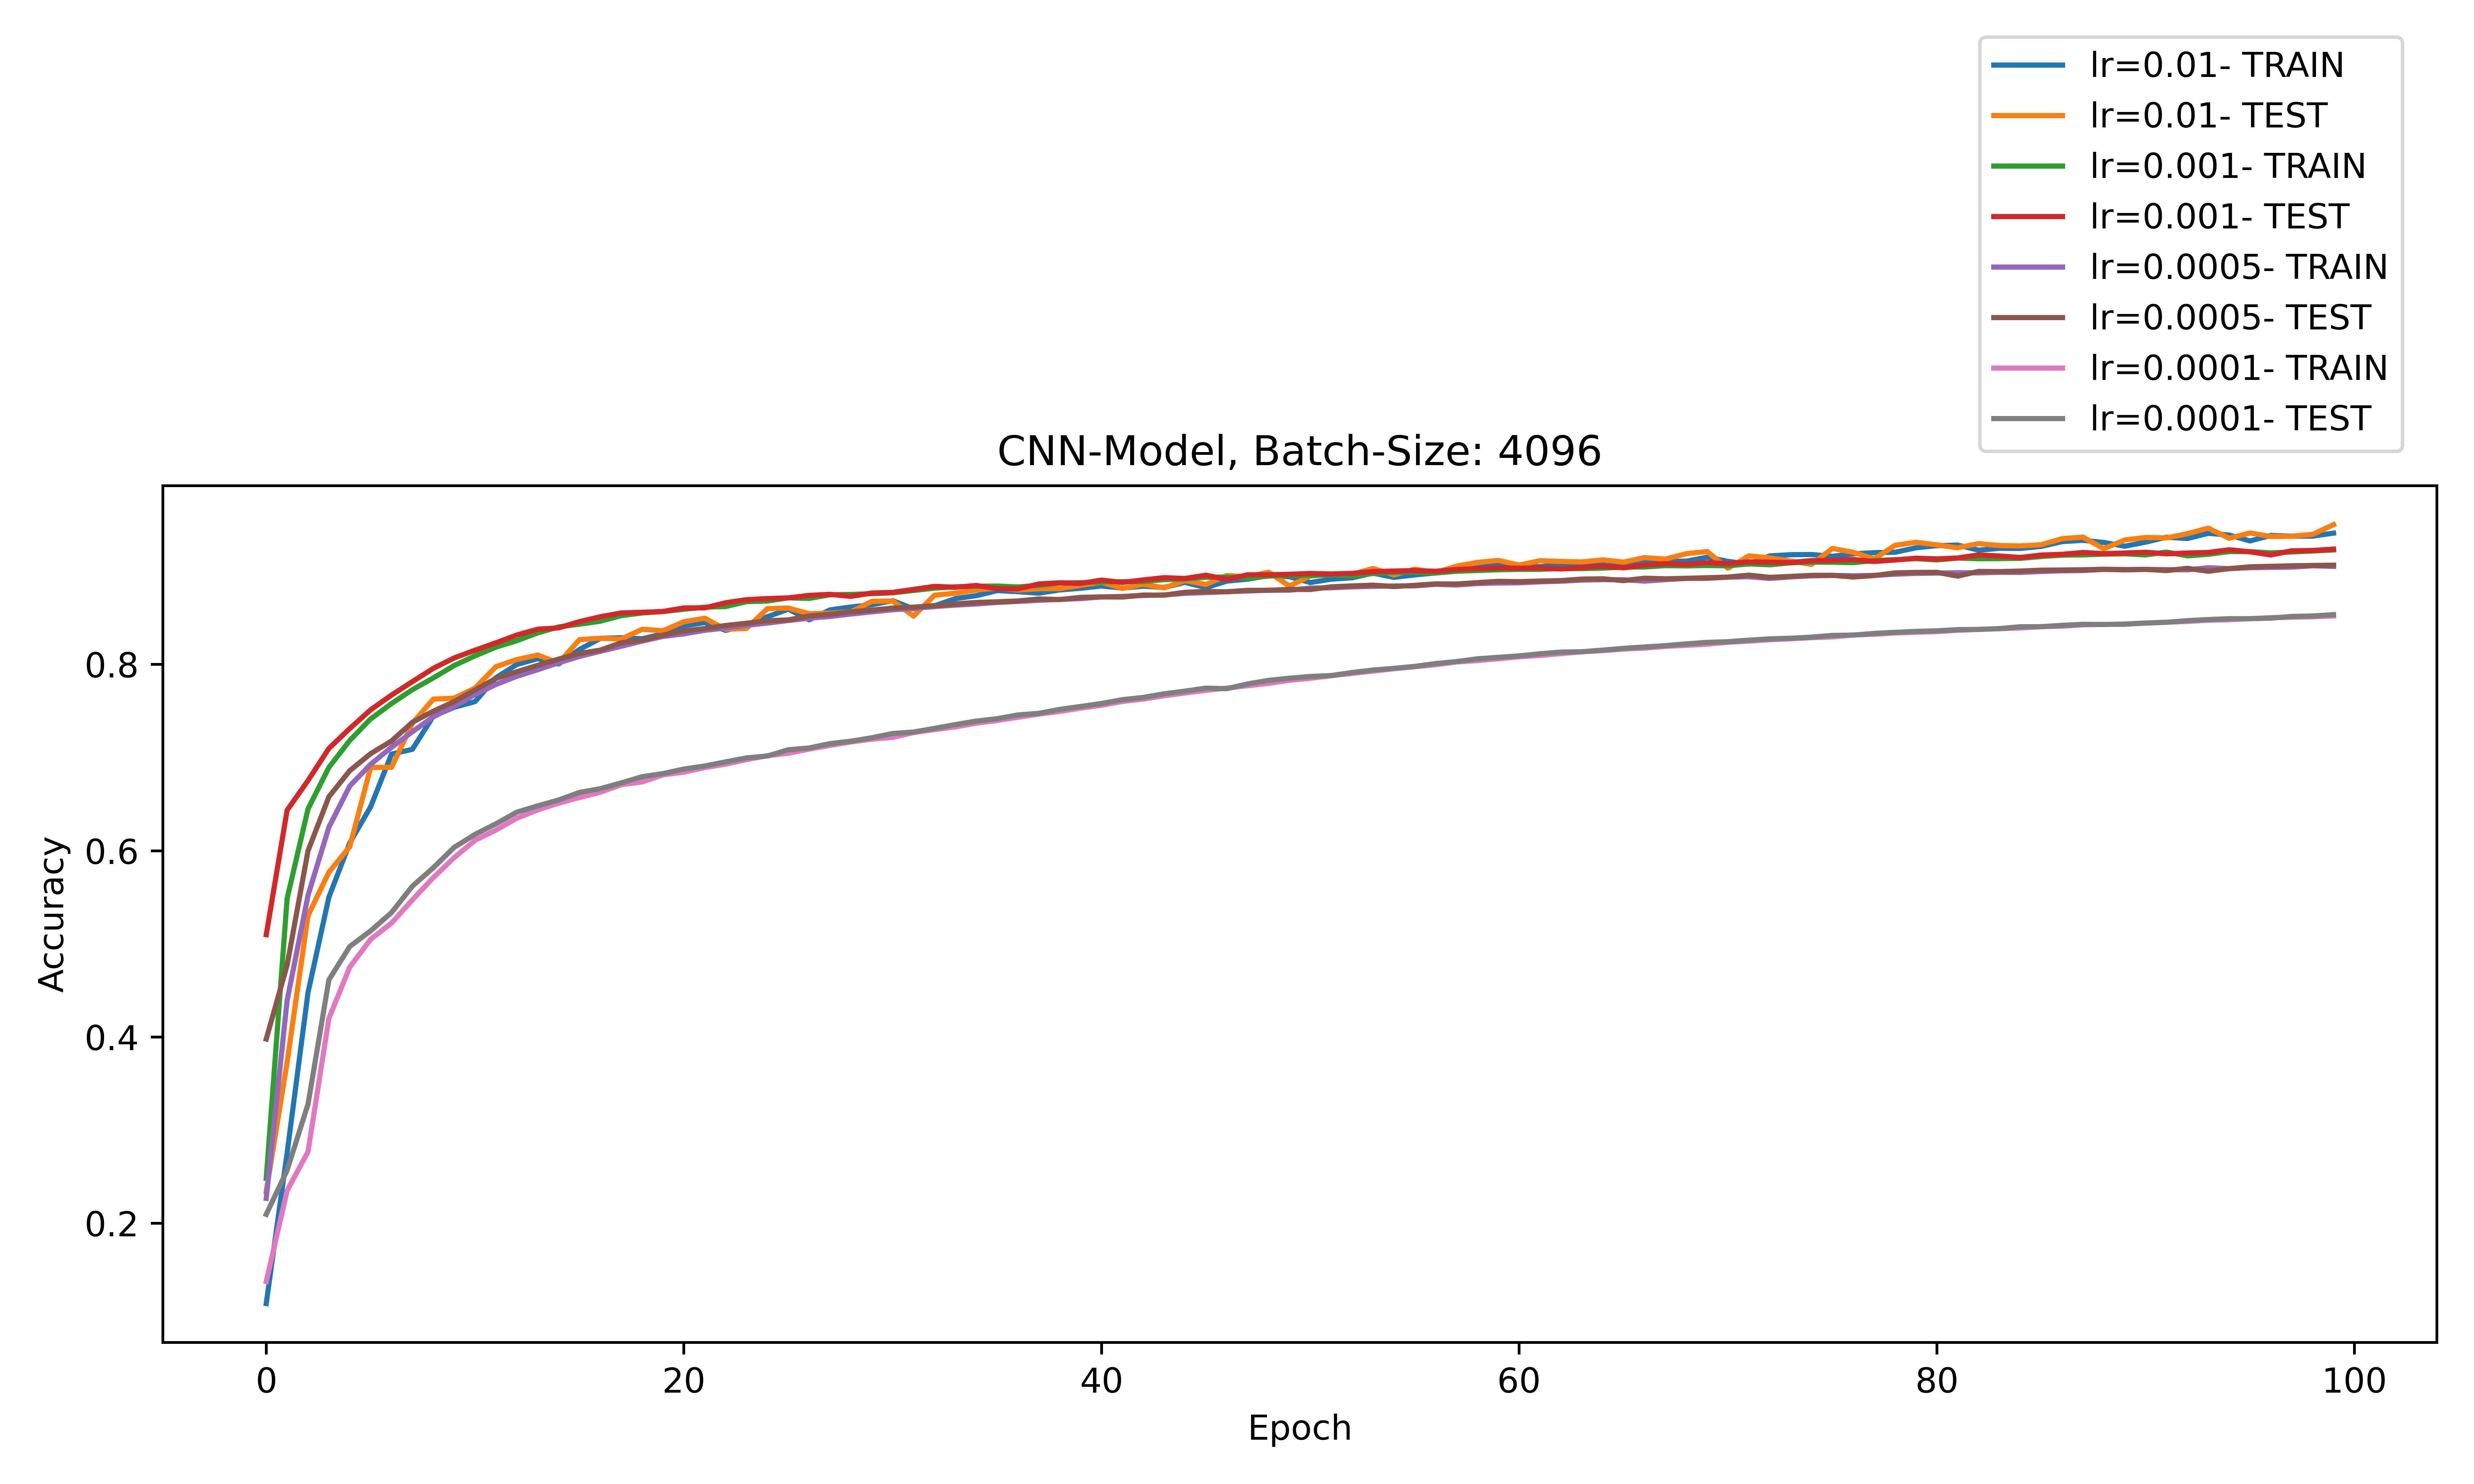 lr=0.01- TRAIN
lr=0.01- TEST
lr=0.001- TRAIN
lr=0.001- TEST
lr=0.0005- TRAIN
lr=0.0005- TEST
lr=0.0001- TRAIN
lr=0.0001- TEST
CNN-Model, Batch-Size: 4096
Accuracy
0.8
0.6
0.4
0.2
0 20 40 60 80 100
Epoch